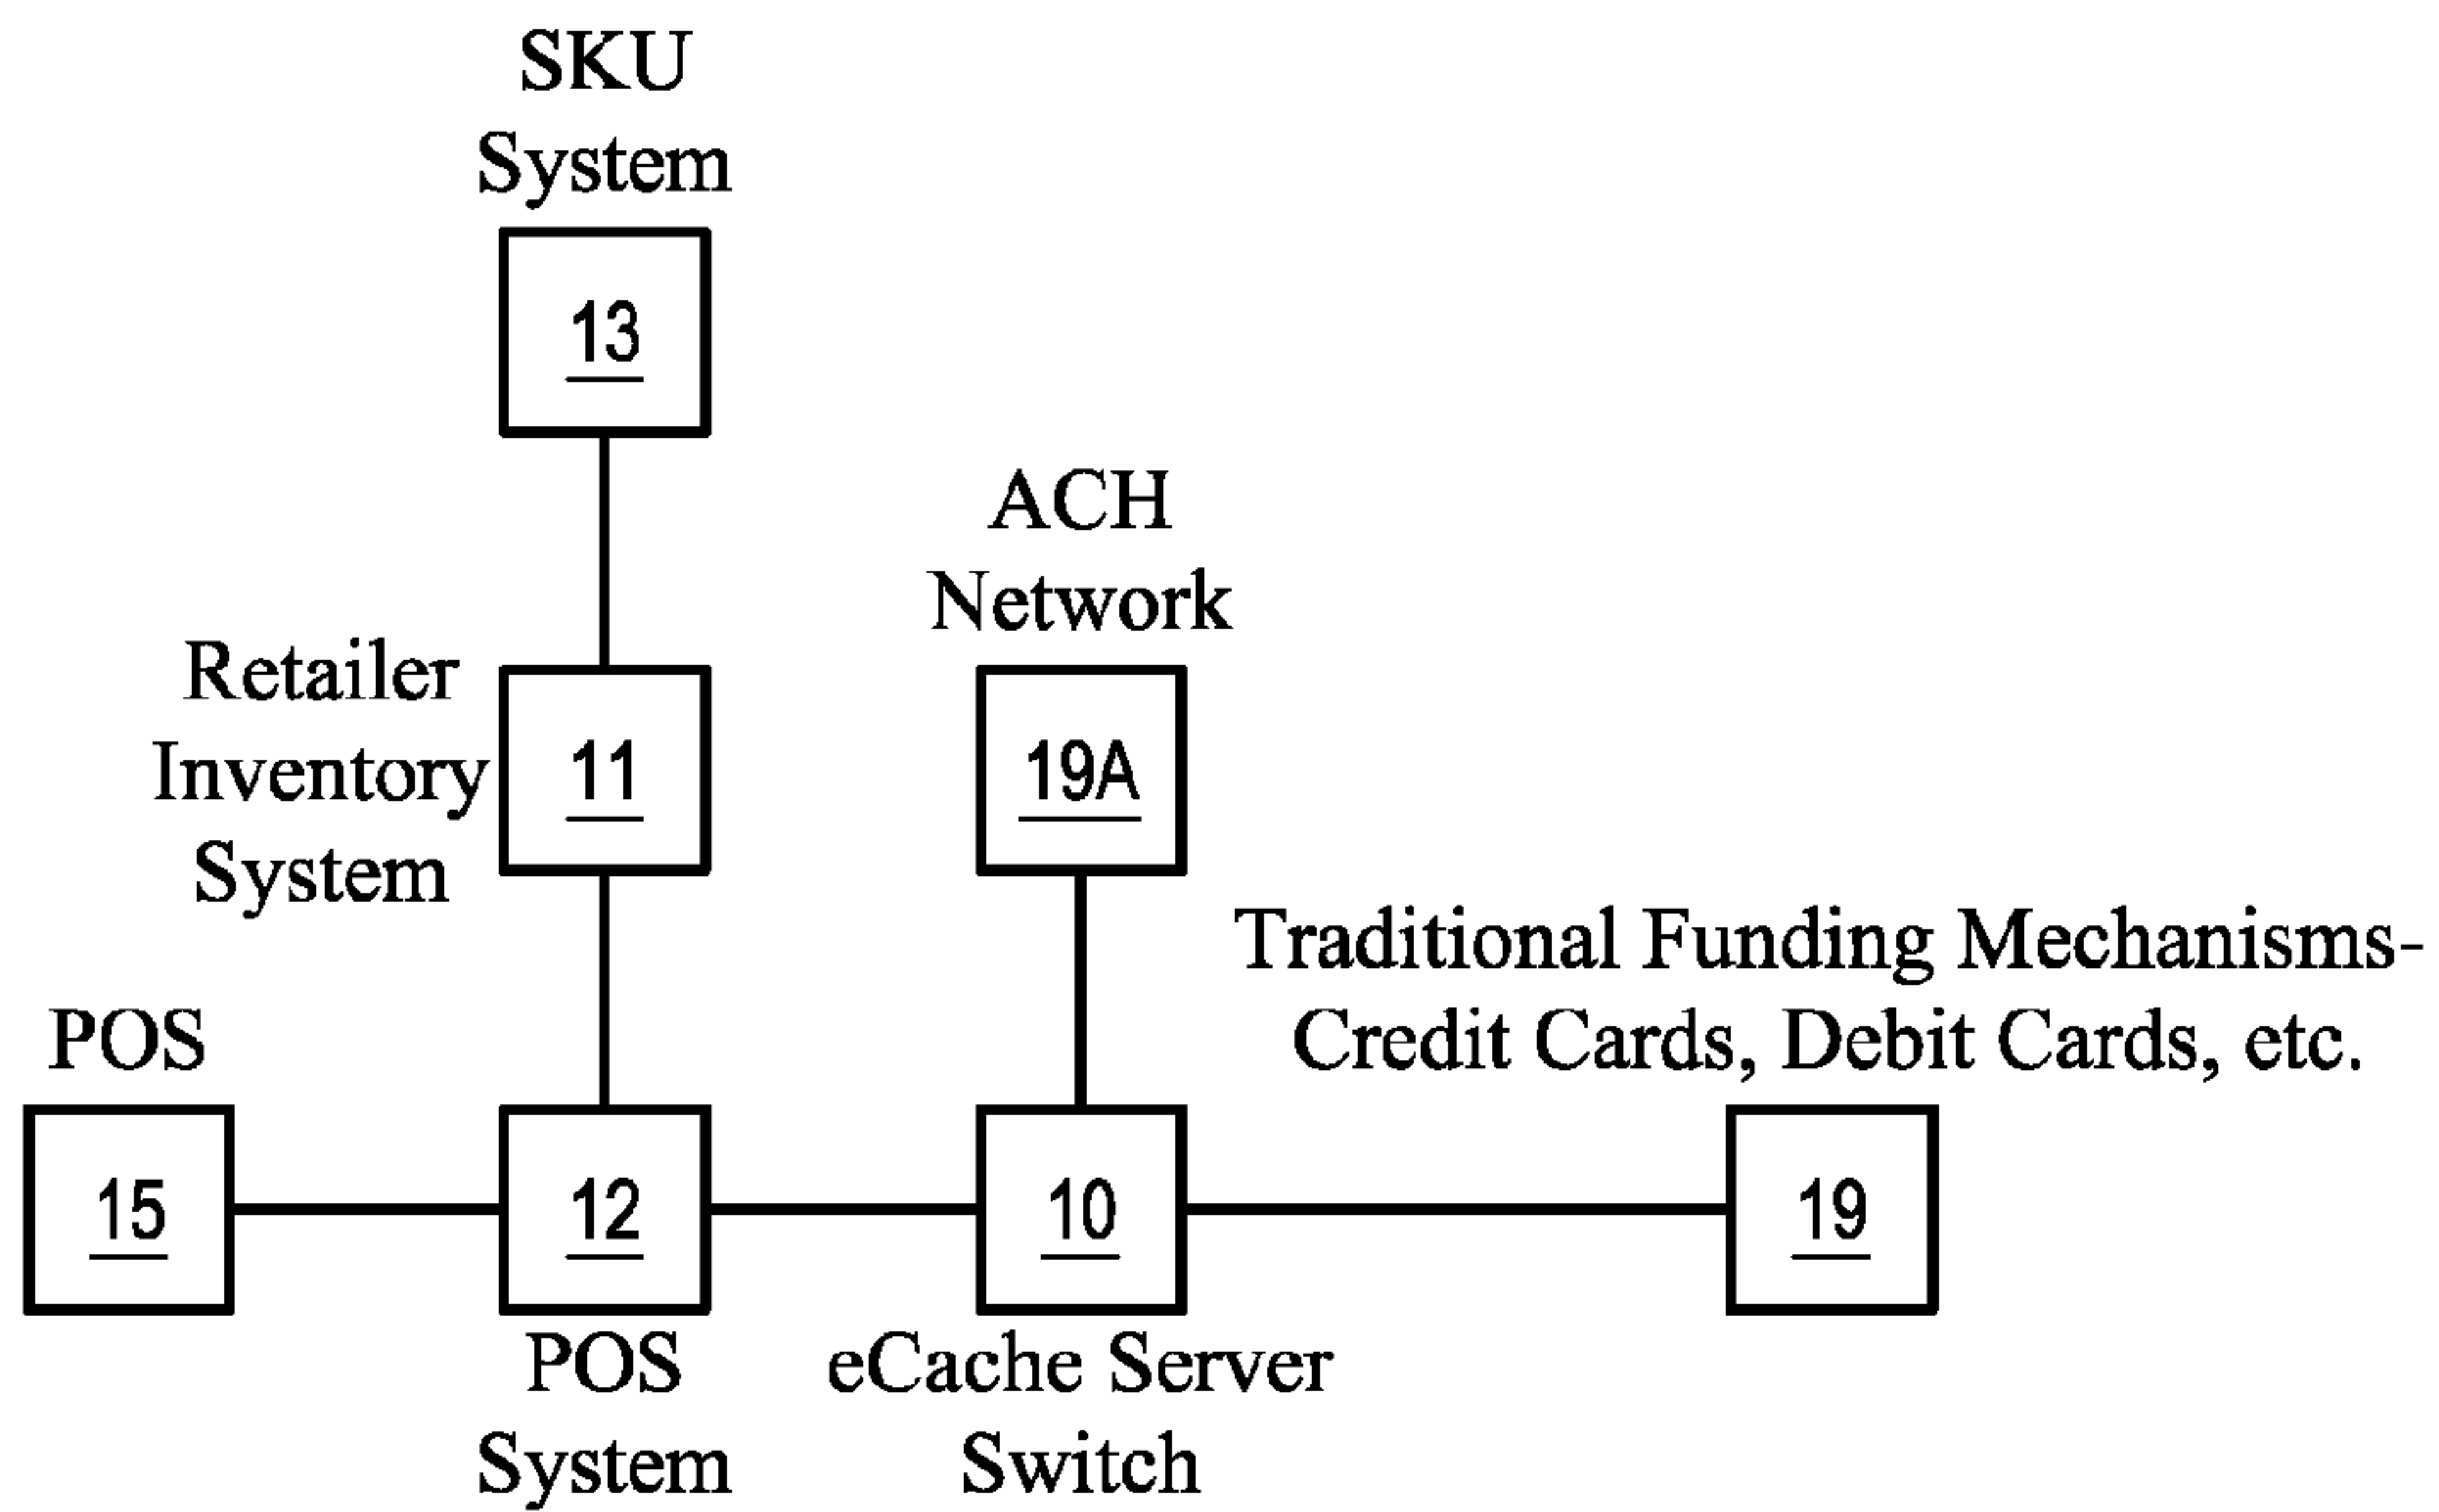 SKU
System
13
ACH
Network
Retailer
Inventory
System
11
19A
Traditional Funding Mechanisms-
Credit Cards, Debit Cards, etc.
POS
15
12
10
19
POS
System
eCache Server
Switch